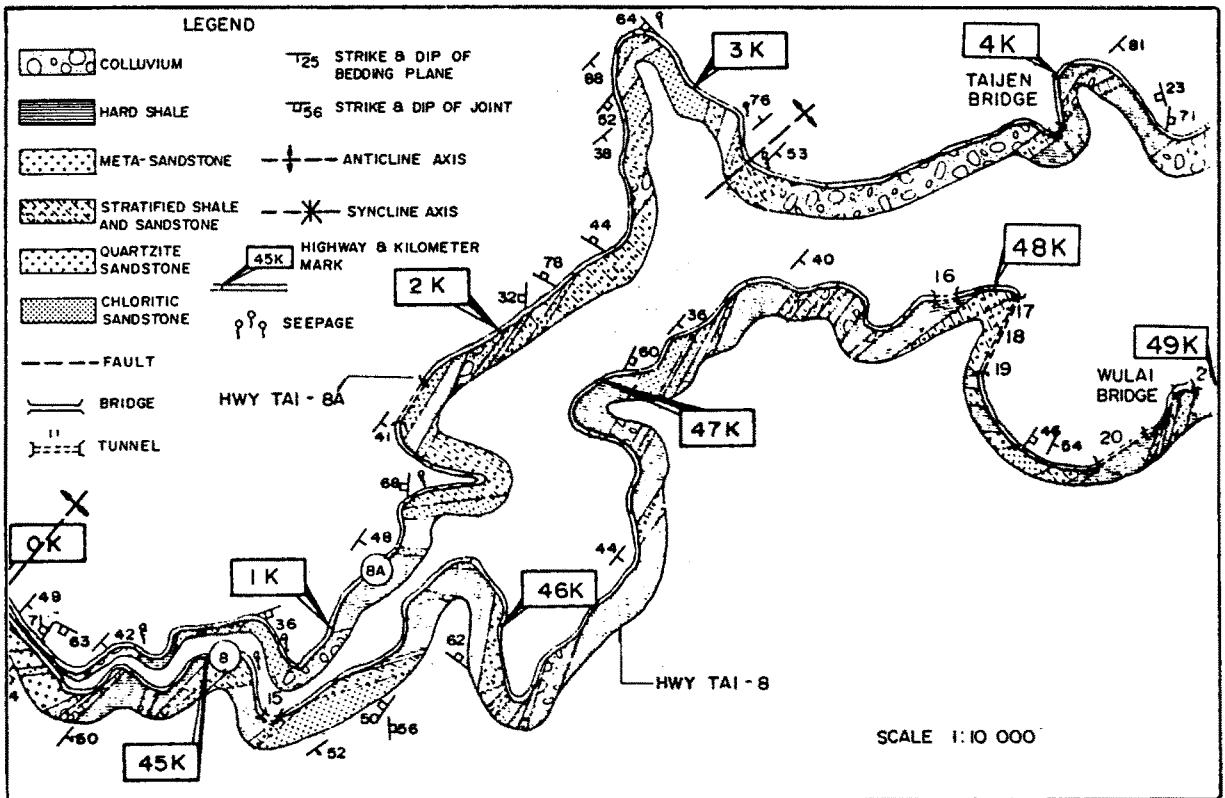 LEGEND
COLLUVIUM
HARD SHALE
META-SANDSTONE
STRATIFIED SHALE
AND SANDSTONE
QUARTZITE
SANDSTONE
CHLORITIC
SANDSTONE
FAULT
BRIDGE
11
TUNNEL
25 STRIKE & DIP OF
BEDDING PLANE
56 STRIKE & DIP OF JOINT
ANTICLINE AXIS
SYNCLINE AXIS
45K HIGHWAY & KILOMETER
MARK
SEEPAGE
64
3K
88
52
38
76
53
4K
TAIJEN
BRIDGE
81
23
71
44
78
32
2K
HWY TAI-8A
41
68
48
8A
40
36
60
47K
16
48K
17
18
19
49K
WULAI
BRIDGE
46
54
20
0K
49
71
63
42
36
1K
8
15
45K
60
52
50
56
62
46K
44
HWY TAI-8
SCALE 1:10 000